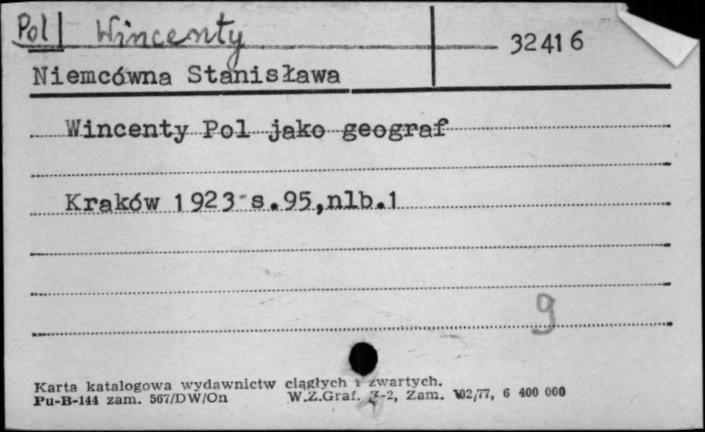 Pol Wincenty
32416
Niemcówna Stanisława
Wincenty Pol jako geograf
Kraków 1923 s.95,nlb.1
9
Karta katalogowa wydawnictw ciągłych i zwartych.
Pu-B-144 zam. 567/DW/On W.Z.Graf. Z-2, Zam. 102/77, 6 400 000